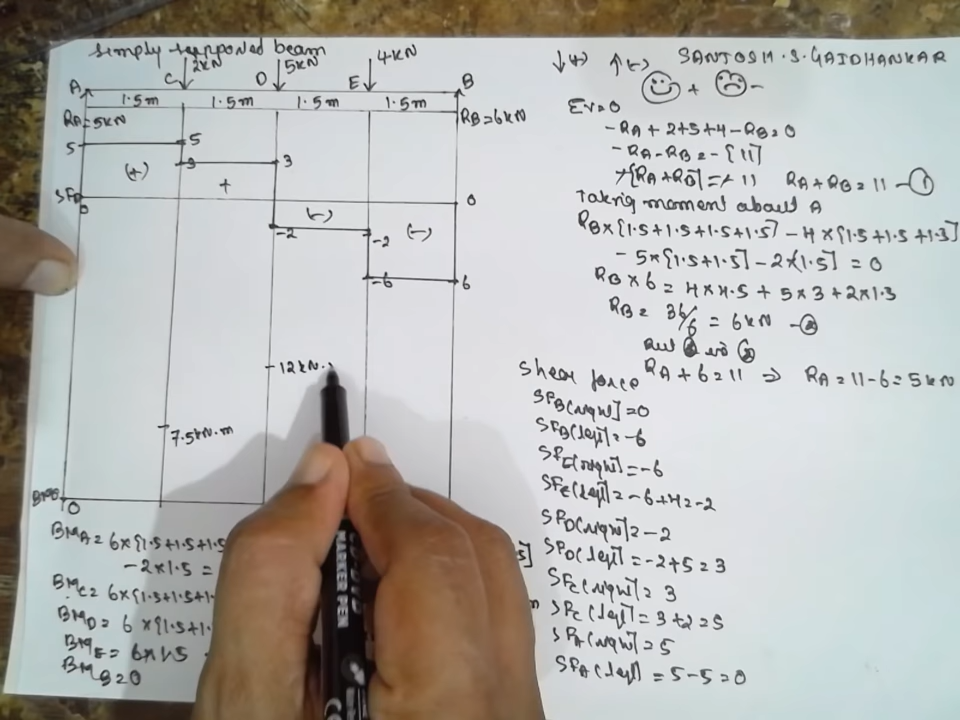 simply supported beam
2kN 5kN 4kN
A C D E B
1.5m 1.5m 1.5m 1.5m
RA=5kN RB=6kN
5 5
3 3
(+) +
SFD 0 0
(-) (-)
-2 -2
-6 6
-12kN.
7.5kN.m
BMD 0
BMA = 6×{1.5+1.5+1.5
-2×1.5 =
BMC = 6×{1.5+1.5+1.
BMD = 6×{1.5+1.
BME = 6×1.5
BMB = 0
↓(+) ↑(-) SANTOSH.S.GAIDHANKAR
+ -
ΣV=0
-RA+2+5+4-RB=0
-RA-RB=-[11]
+[RA+RB]=+11 RA+RB=11 -①
Taking moment about A
RB×[1.5+1.5+1.5+1.5]-4×{1.5+1.5+1.5]
-5×[1.5+1.5]-2×[1.5]=0
RB×6=4×4.5+5×3+2×1.5
RB=36/6=6kN -②
RA+6=11 ⇒ RA=11-6=5kN
Shear force
SFB[right]=0
SFB[left]=-6
SFE[right]=-6
SFE[left]=-6+4=-2
SFD[right]=-2
SFD[left]=-2+5=3
SFC[right]=3
SFC[left]=3+2=5
SFA[right]=5
SFA[left]=5-5=0
MARKER PEN